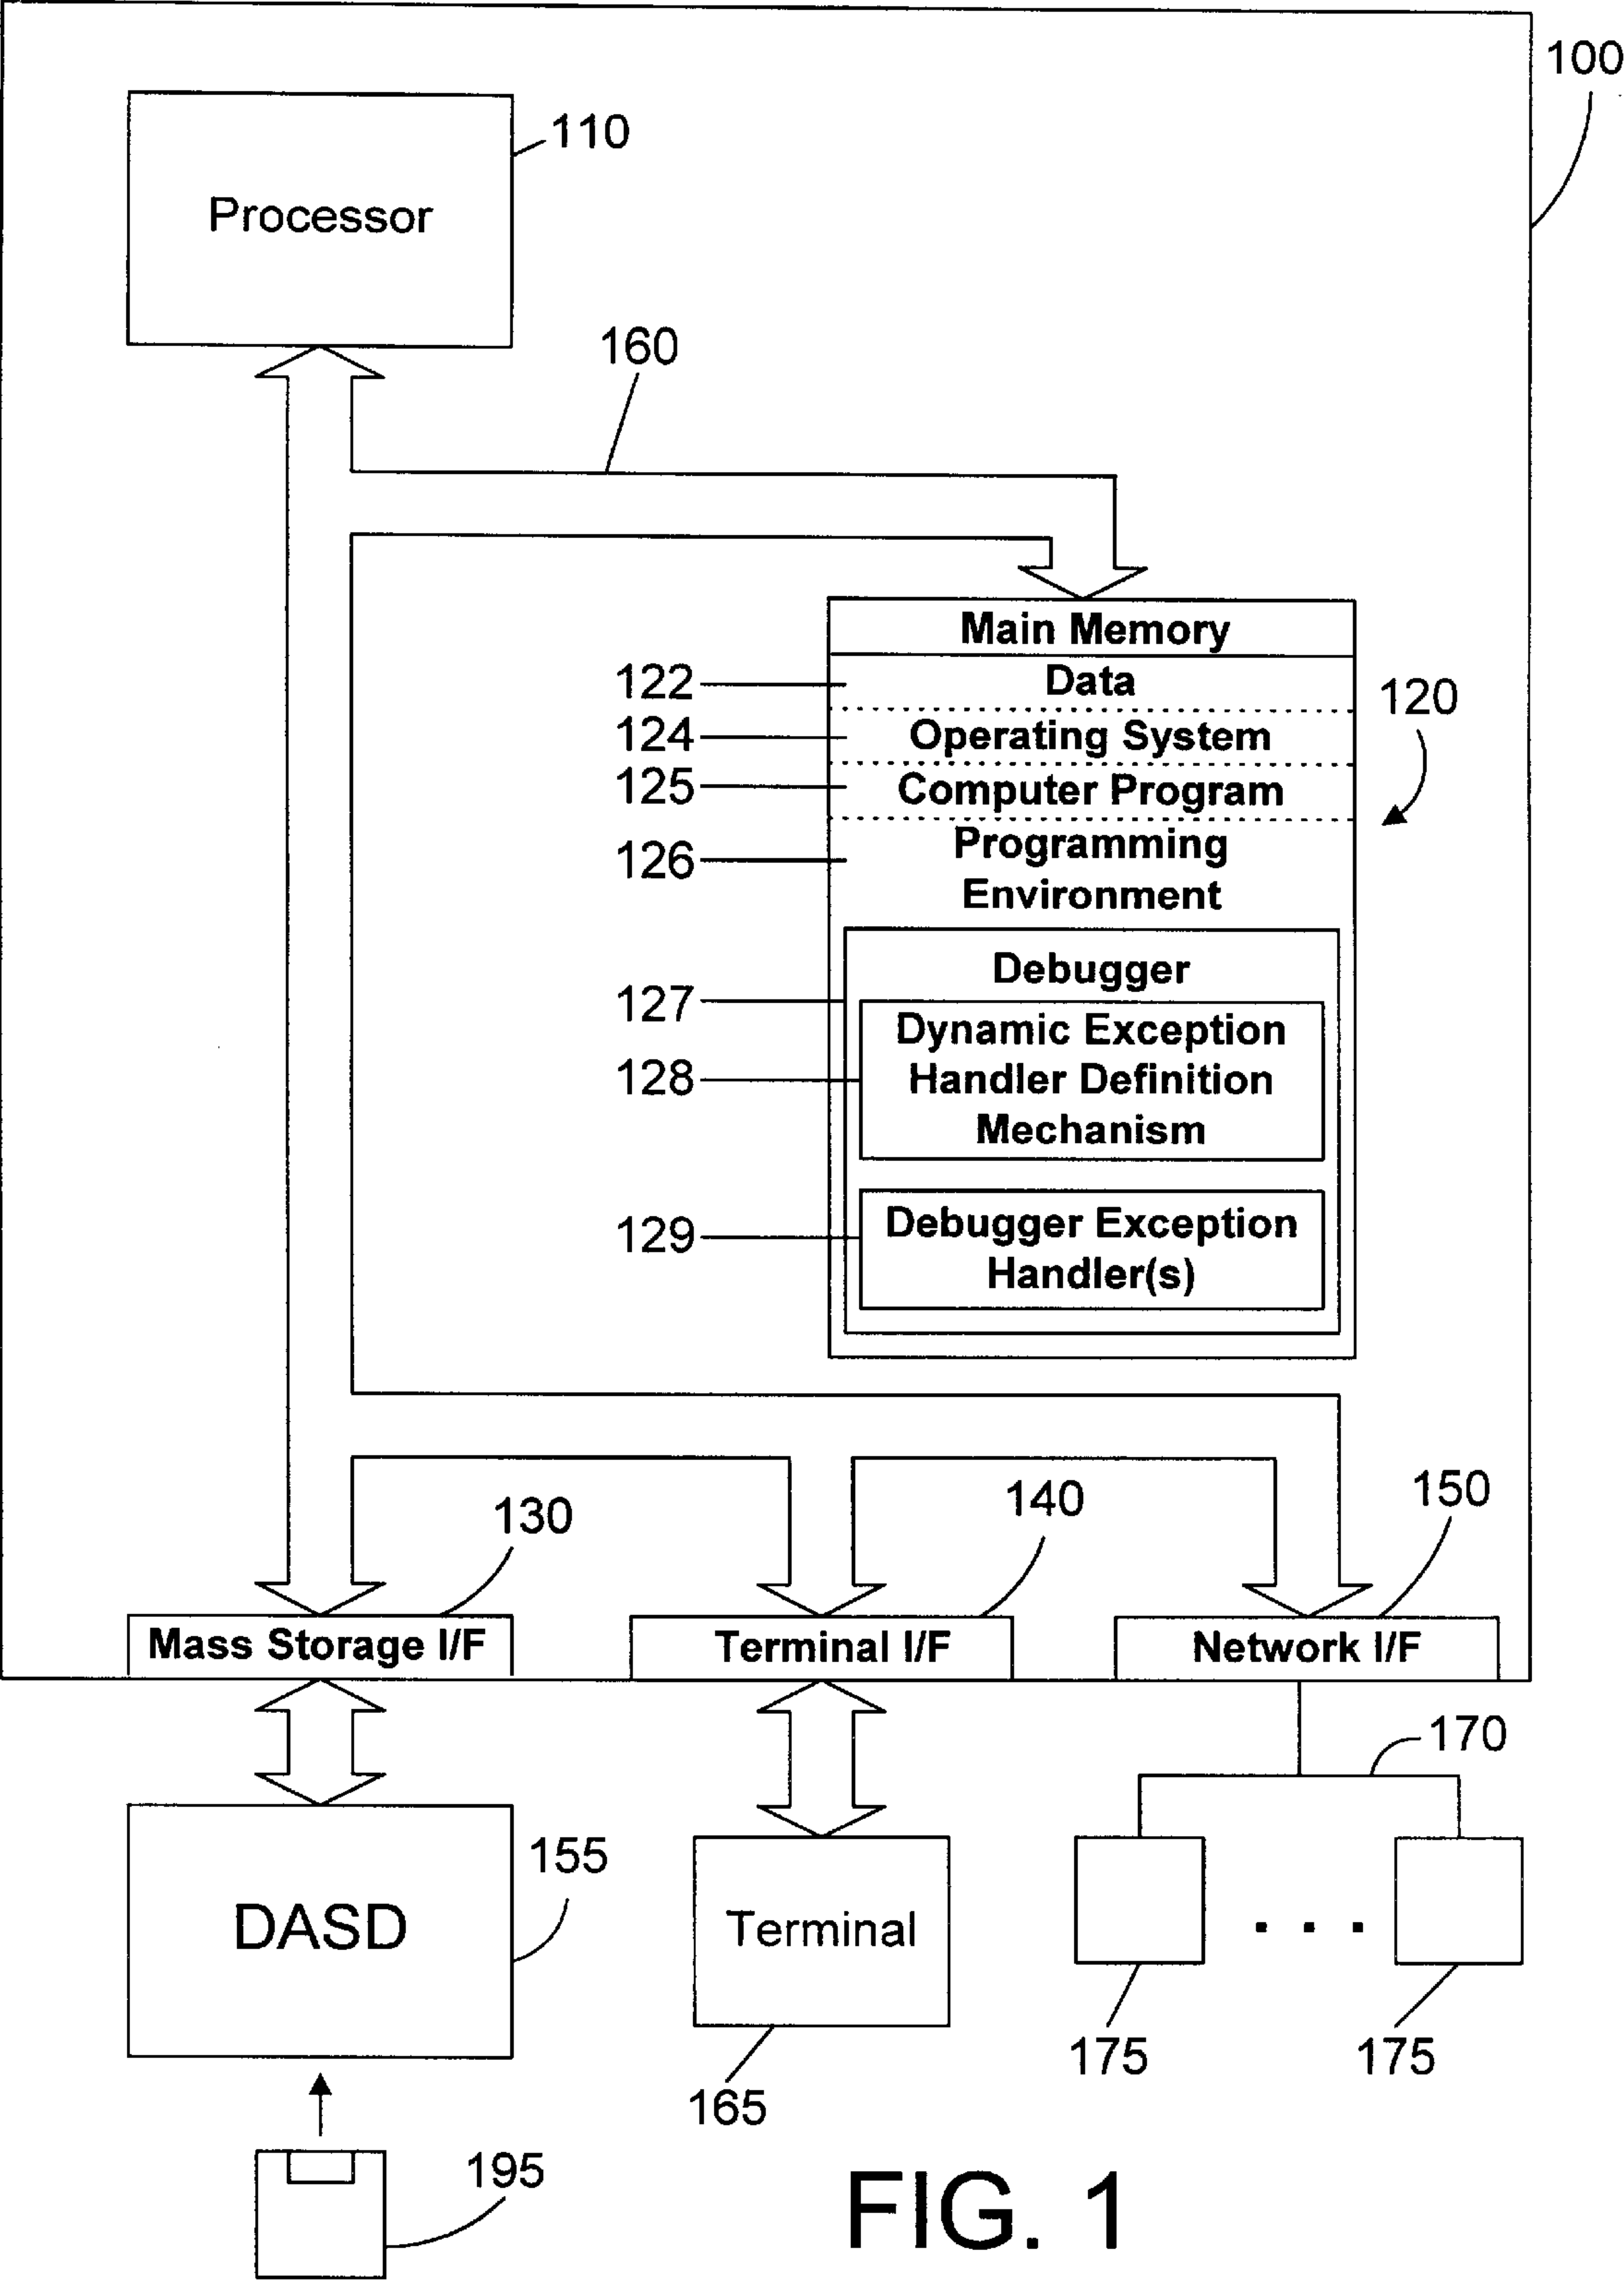 100
110
Processor
160
Main Memory
122
Data
120
124
Operating System
125
Computer Program
126
Programming
Environment
Debugger
127
Dynamic Exception
128
Handler Definition
Mechanism
129
Debugger Exception
Handler(s)
130
140
150
Mass Storage I/F
Terminal I/F
Network I/F
170
155
DASD
Terminal
. . .
175
175
165
195
FIG. 1